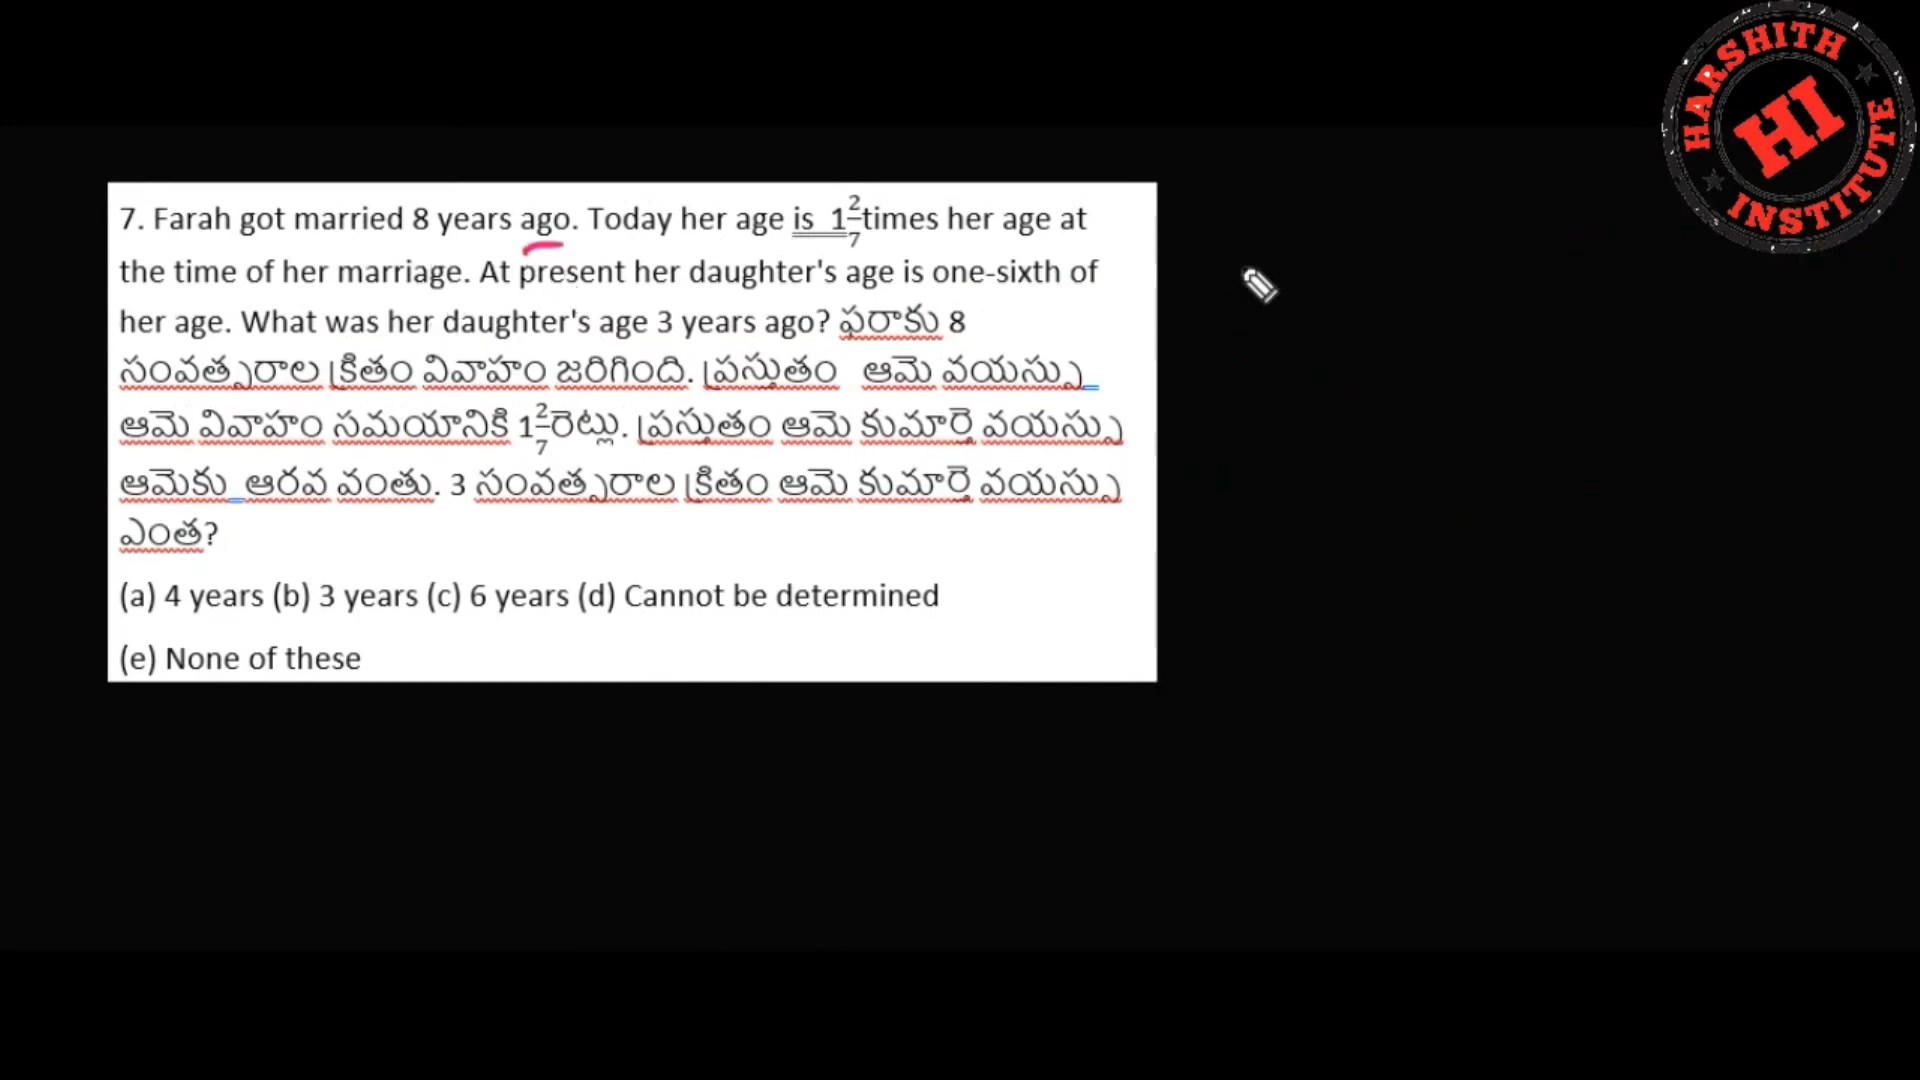 HARSHITH
HI
INSTITUTE
7. Farah got married 8 years ago. Today her age is 1 2/7 times her age at
the time of her marriage. At present her daughter's age is one-sixth of
her age. What was her daughter's age 3 years ago? ఫరాకు 8
సంవత్సరాల క్రితం వివాహం జరిగింది. ప్రస్తుతం ఆమె వయస్సు
ఆమె వివాహం సమయానికి 1 2/7 రెట్లు. ప్రస్తుతం ఆమె కుమార్తె వయస్సు
ఆమెకు ఆరవ వంతు. 3 సంవత్సరాల క్రితం ఆమె కుమార్తె వయస్సు
ఎంత?
(a) 4 years (b) 3 years (c) 6 years (d) Cannot be determined
(e) None of these